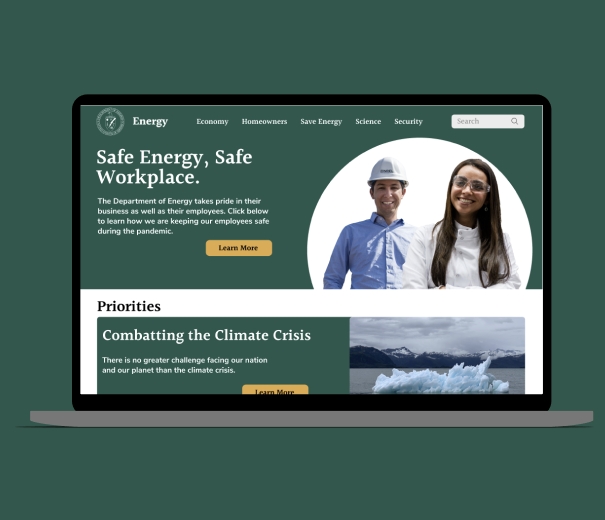 Energy
Economy Homeowners Save Energy Science Security
Search
Safe Energy, Safe
Workplace.
The Department of Energy takes pride in their
business as well as their employees. Click below
to learn how we are keeping our employees safe
during the pandemic.
Learn More
Priorities
Combatting the Climate Crisis
There is no greater challenge facing our nation
and our planet than the climate crisis.
Learn More